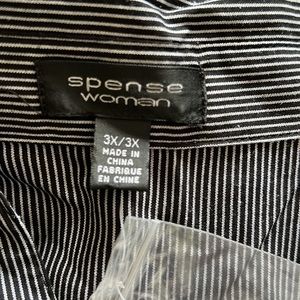 spense
woman
3X/3X
MADE IN
CHINA
FABRIQUE
EN CHINE